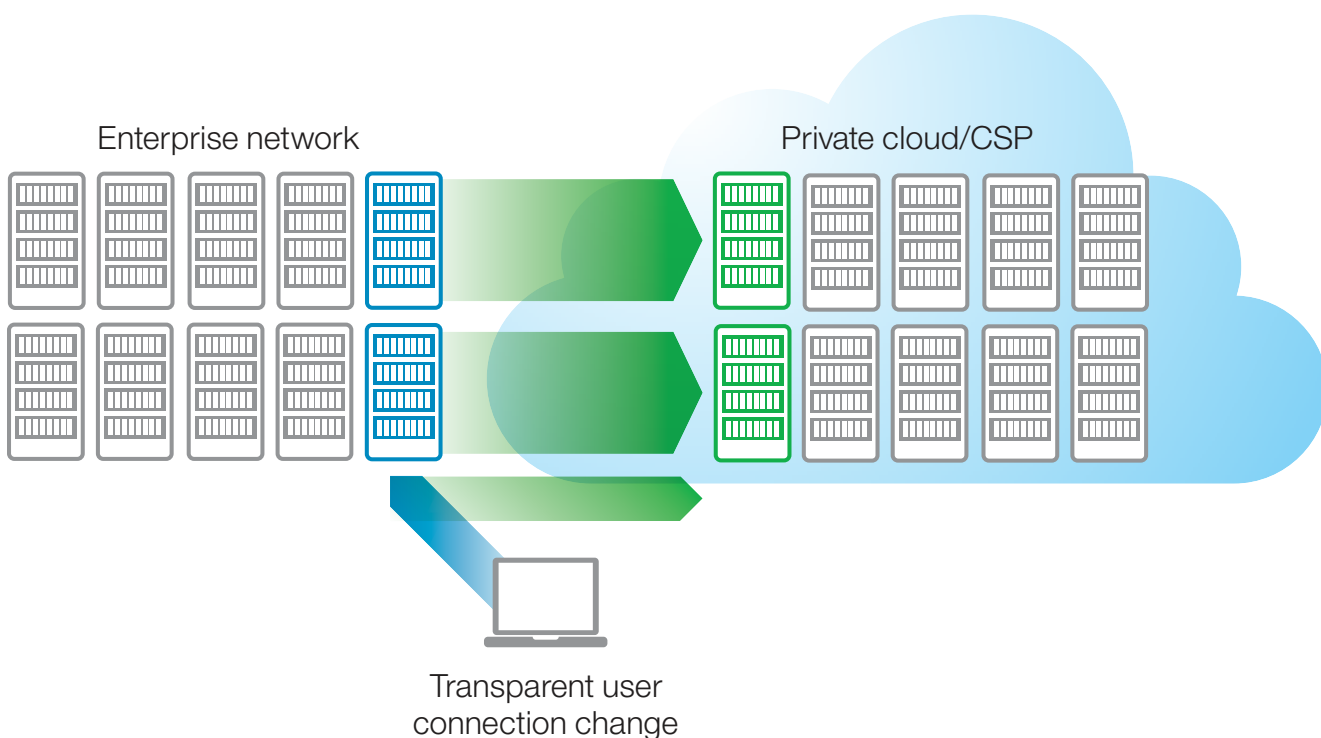 Enterprise network
Private cloud/CSP
Transparent user
connection change